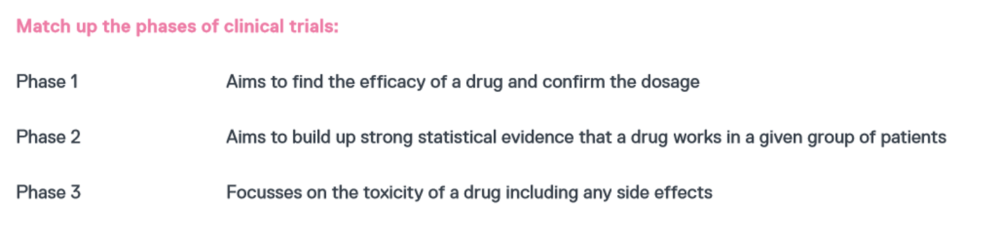 Match up the phases of clinical trials:
Phase 1 Aims to find the efficacy of a drug and confirm the dosage
Phase 2 Aims to build up strong statistical evidence that a drug works in a given group of patients
Phase 3 Focusses on the toxicity of a drug including any side effects